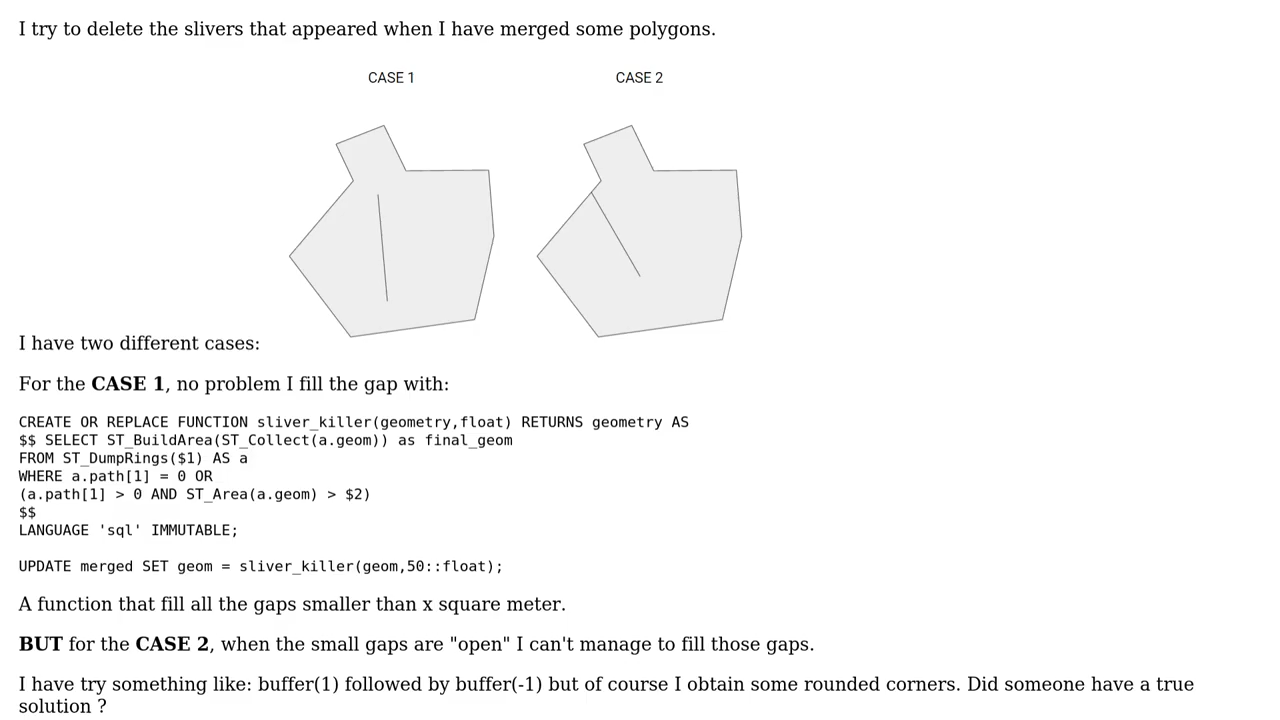 I try to delete the slivers that appeared when I have merged some polygons.
CASE 1
CASE 2
I have two different cases:
For the CASE 1, no problem I fill the gap with:
CREATE OR REPLACE FUNCTION sliver_killer(geometry,float) RETURNS geometry AS
$$ SELECT ST_BuildArea(ST_Collect(a.geom)) as final_geom
FROM ST_DumpRings($1) AS a
WHERE a.path[1] = 0 OR
(a.path[1] > 0 AND ST_Area(a.geom) > $2)
$$
LANGUAGE 'sql' IMMUTABLE;
UPDATE merged SET geom = sliver_killer(geom,50::float);
A function that fill all the gaps smaller than x square meter.
BUT for the CASE 2, when the small gaps are "open" I can't manage to fill those gaps.
I have try something like: buffer(1) followed by buffer(-1) but of course I obtain some rounded corners. Did someone have a true
solution ?